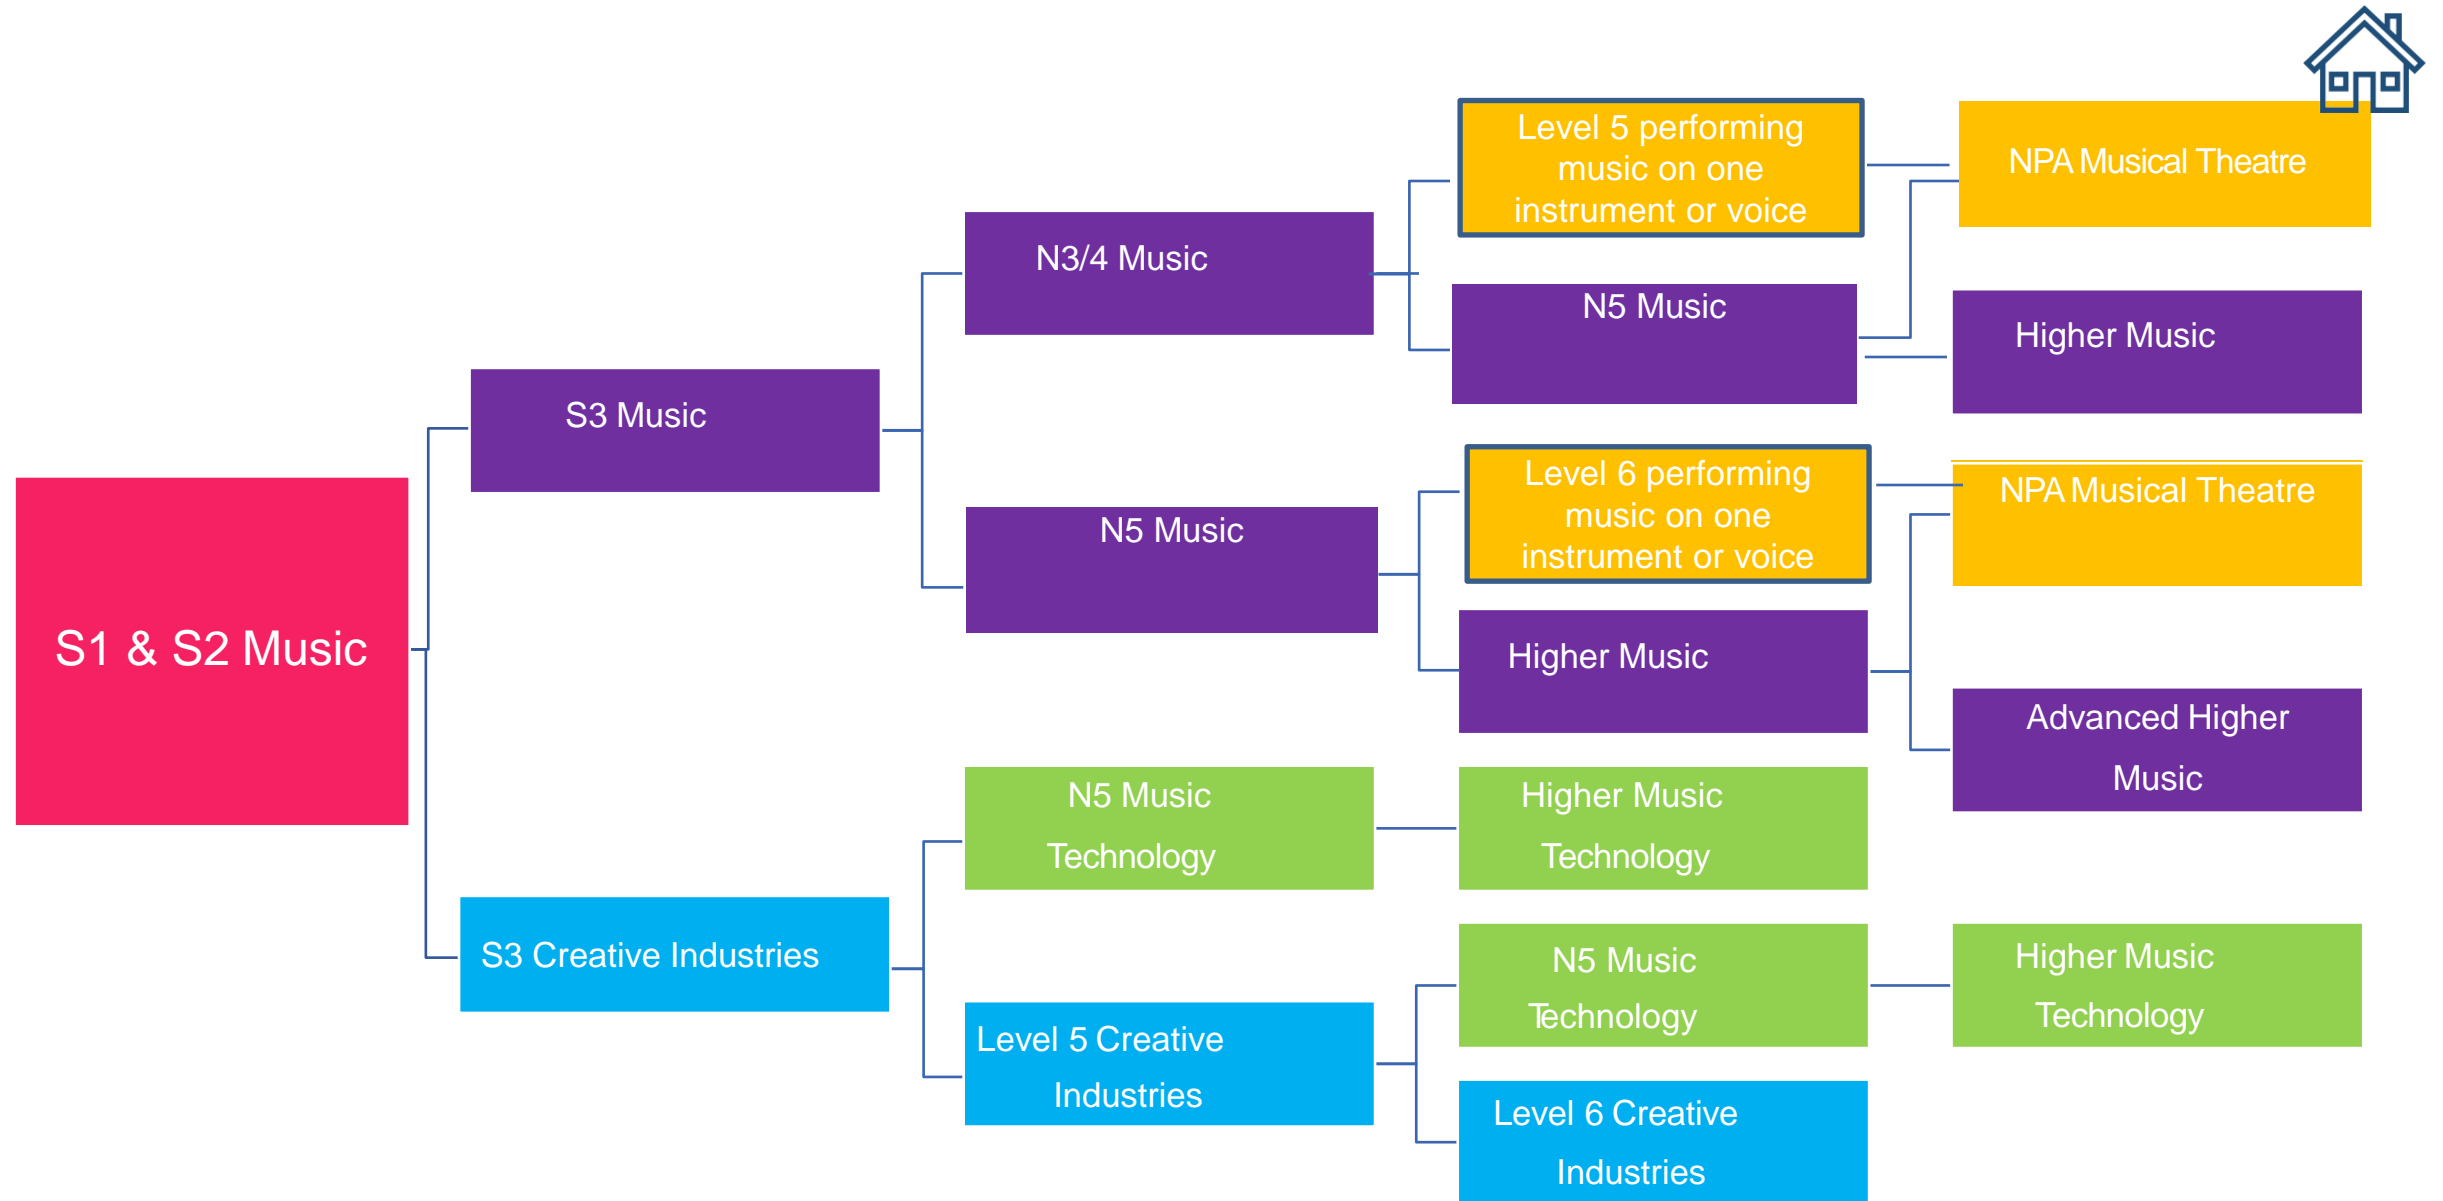 S1 & S2 Music
S3 Music
S3 Creative Industries
N3/4 Music
N5 Music
N5 Music
Technology
Level 5 Creative
Industries
Level 5 performing
music on one
instrument or voice
N5 Music
Level 6 performing
music on one
instrument or voice
Higher Music
Higher Music
Technology
N5 Music
Technology
Level 6 Creative
Industries
NPA Musical Theatre
Higher Music
NPA Musical Theatre
Advanced Higher
Music
Higher Music
Technology